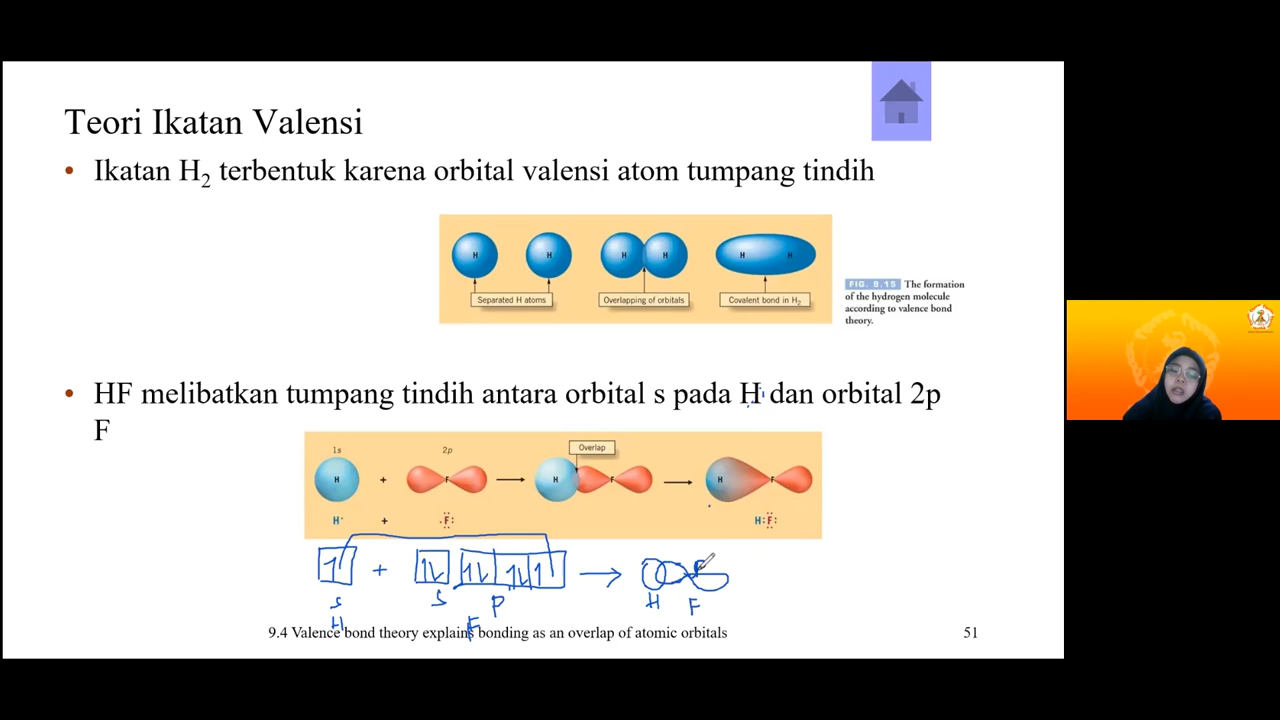 Teori Ikatan Valensi
• Ikatan H₂ terbentuk karena orbital valensi atom tumpang tindih
H H H H H H
Separated H atoms Overlapping of orbitals Covalent bond in H₂
FIG. 9.15 The formation
of the hydrogen molecule
according to valence bond
theory.
• HF melibatkan tumpang tindih antara orbital s pada H dan orbital 2p
F
1s 2p Overlap
H + F H F H F
H· + ·F: H:F:
+
s s p H F
H F
9.4 Valence bond theory explains bonding as an overlap of atomic orbitals 51